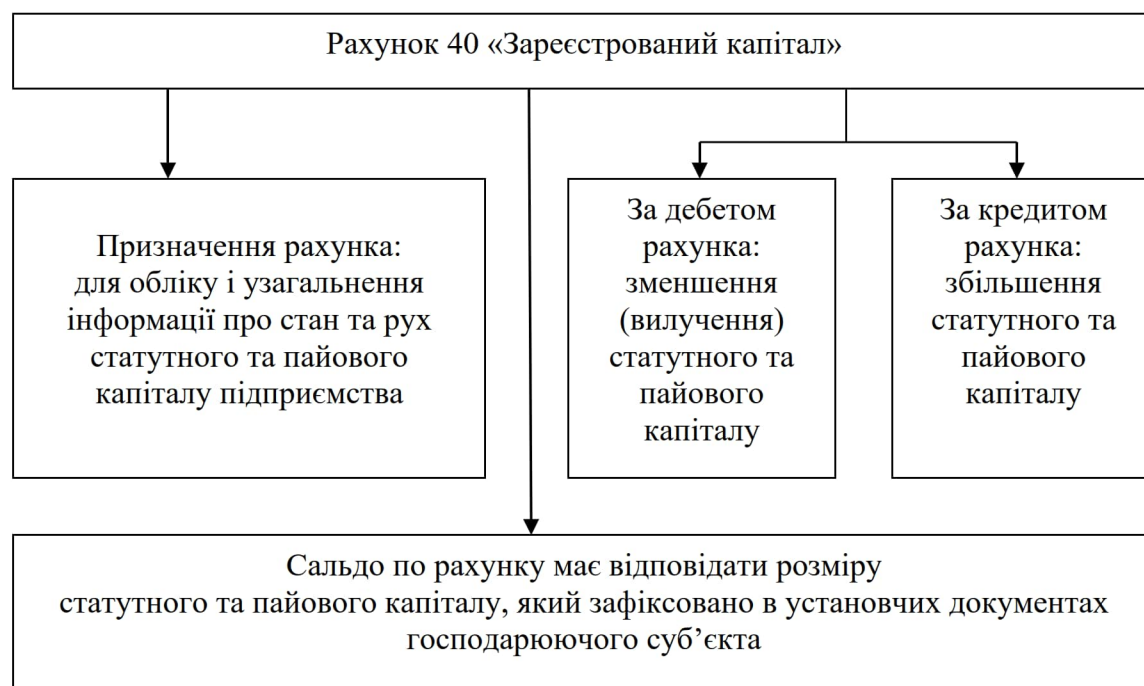 Рахунок 40 «Зареєстрований капітал»
Призначення рахунка:
для обліку і узагальнення
інформації про стан та рух
статутного та пайового
капіталу підприємства
За дебетом
рахунка:
зменшення
(вилучення)
статутного та
пайового
капіталу
За кредитом
рахунка:
збільшення
статутного та
пайового
капіталу
Сальдо по рахунку має відповідати розміру
статутного та пайового капіталу, який зафіксовано в установчих документах
господарюючого суб’єкта